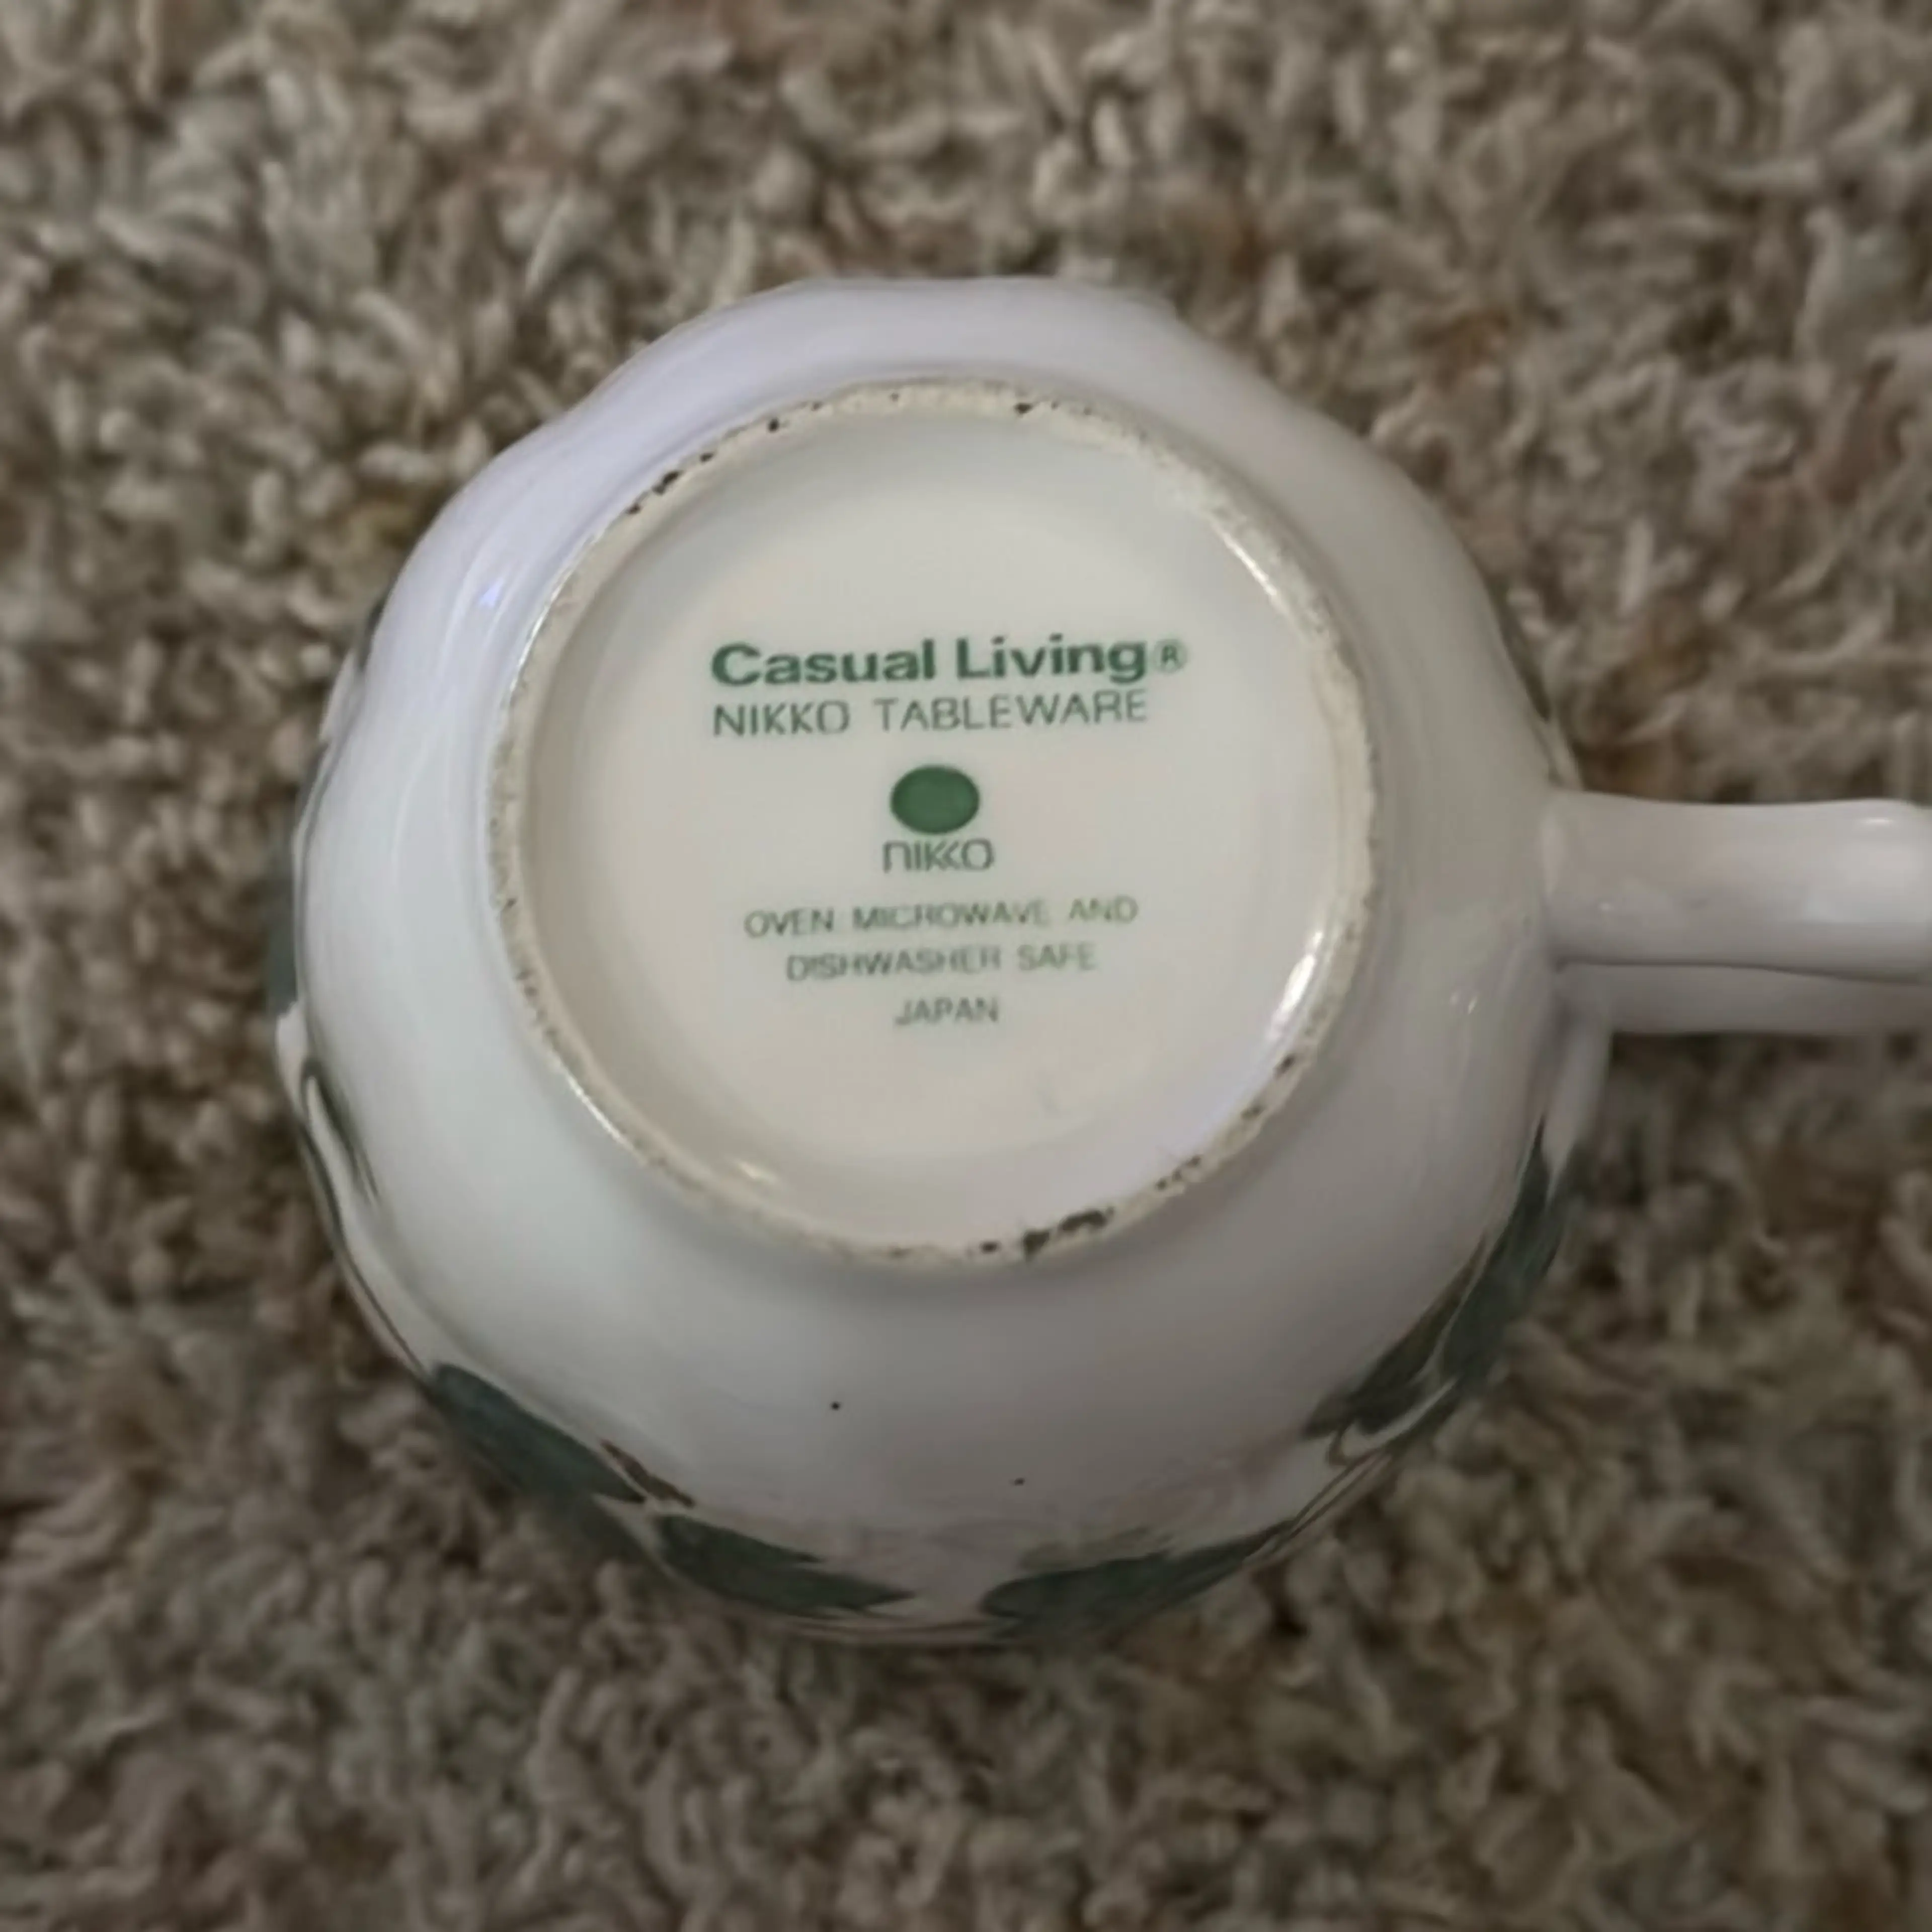 Casual Living®
NIKKO TABLEWARE
NIKKO
OVEN MICROWAVE AND
DISHWASHER SAFE
JAPAN